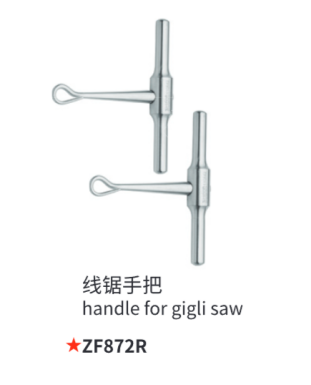 线锯手把
handle for gigli saw
★ZF872R